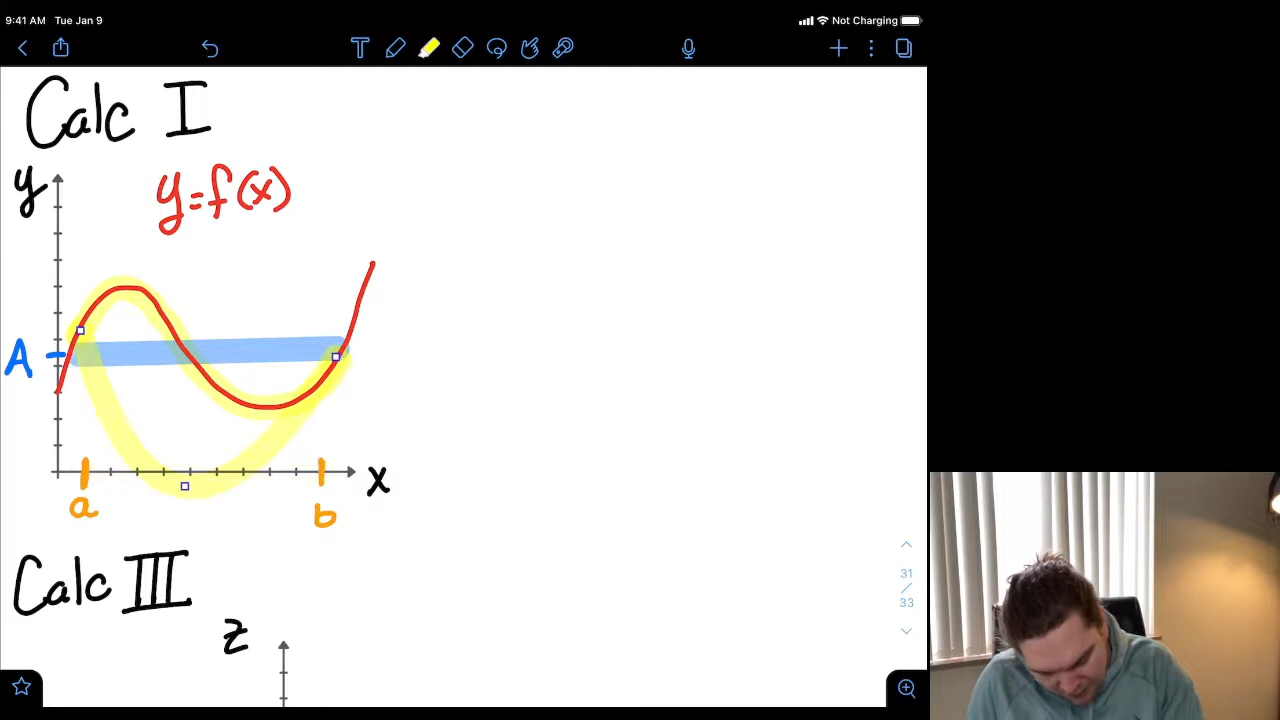 9:41 AM Tue Jan 9
Not Charging
T
Calc I
y
y=f(x)
A
x
a
b
31
/
33
Calc III
z